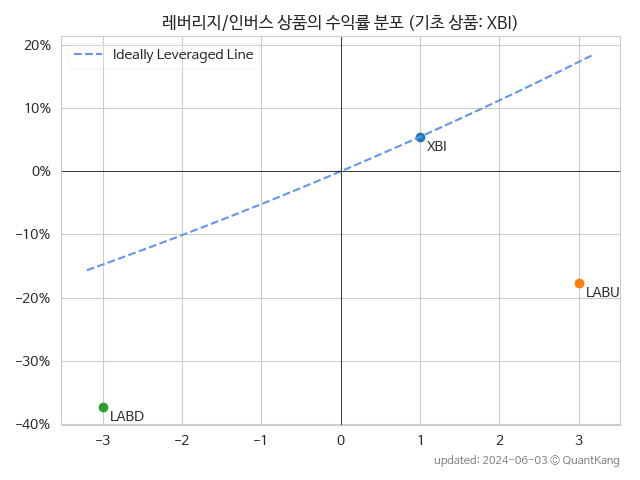 레버리지/인버스 상품의 수익률 분포 (기초 상품: XBI)
20%
Ideally Leveraged Line
10%
XBI
0%
-10%
-20%
LABU
-30%
LABD
-40%
-3 -2 -1 0 1 2 3
updated: 2024-06-03 ⓒ QuantKang